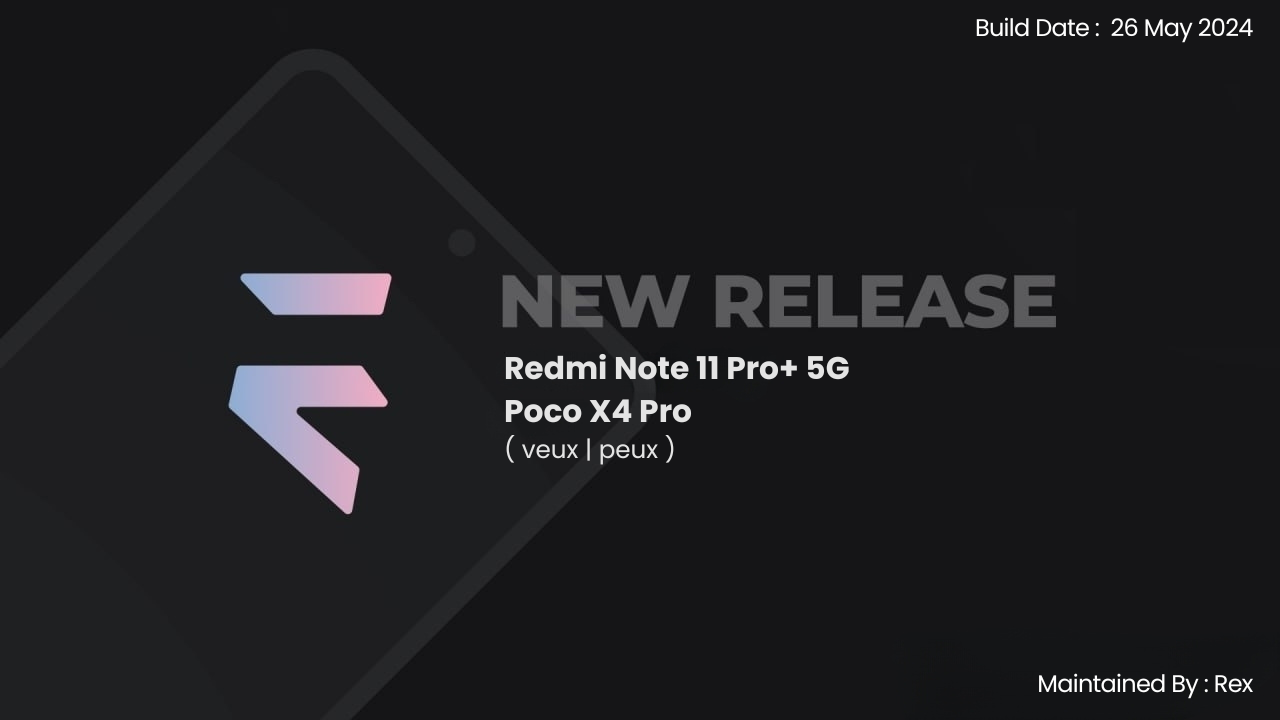 Build Date : 26 May 2024
NEW RELEASE
Redmi Note 11 Pro+ 5G
Poco X4 Pro
( veux | peux )
Maintained By : Rex